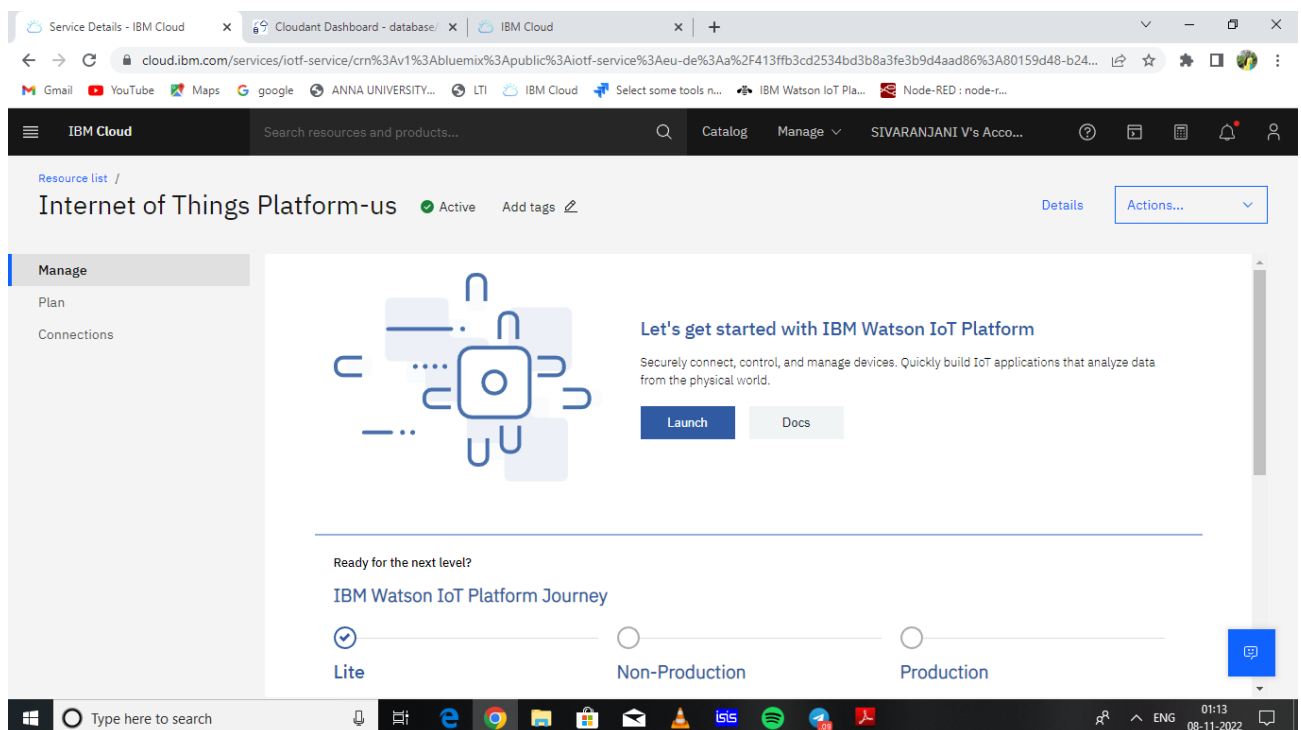 Service Details - IBM Cloud
Cloudant Dashboard - database/
IBM Cloud
cloud.ibm.com/services/iotf-service/crn%3Av1%3Abluemix%3Apublic%3Aiotf-service%3Aeu-de%3Aa%2F413ffb3cd2534bd3b8a3fe3b9d4aad86%3A80159d48-b24...
Gmail YouTube Maps google ANNA UNIVERSITY... LTI IBM Cloud Select some tools n... IBM Watson IoT Pla... Node-RED : node-r...
IBM Cloud Search resources and products... Catalog Manage SIVARANJANI V's Acco...
Resource list /
Internet of Things Platform-us Active Add tags Details Actions...
Manage
Plan
Connections
Let's get started with IBM Watson IoT Platform
Securely connect, control, and manage devices. Quickly build IoT applications that analyze data
from the physical world.
Launch Docs
Ready for the next level?
IBM Watson IoT Platform Journey
Lite Non-Production Production
Type here to search
isis
ENG
01:13
08-11-2022